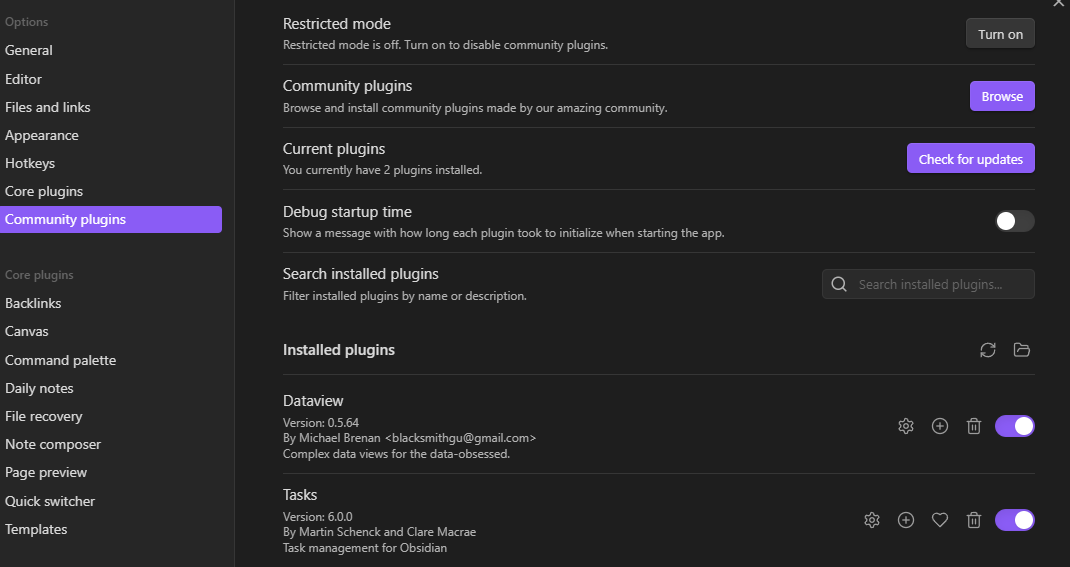 Options
General
Editor
Files and links
Appearance
Hotkeys
Core plugins
Community plugins
Core plugins
Backlinks
Canvas
Command palette
Daily notes
File recovery
Note composer
Page preview
Quick switcher
Templates
Restricted mode
Restricted mode is off. Turn on to disable community plugins.
Turn on
Community plugins
Browse and install community plugins made by our amazing community.
Browse
Current plugins
You currently have 2 plugins installed.
Check for updates
Debug startup time
Show a message with how long each plugin took to initialize when starting the app.
Search installed plugins
Filter installed plugins by name or description.
Search installed plugins...
Installed plugins
Dataview
Version: 0.5.64
By Michael Brenan <blacksmithgu@gmail.com>
Complex data views for the data-obsessed.
Tasks
Version: 6.0.0
By Martin Schenck and Clare Macrae
Task management for Obsidian